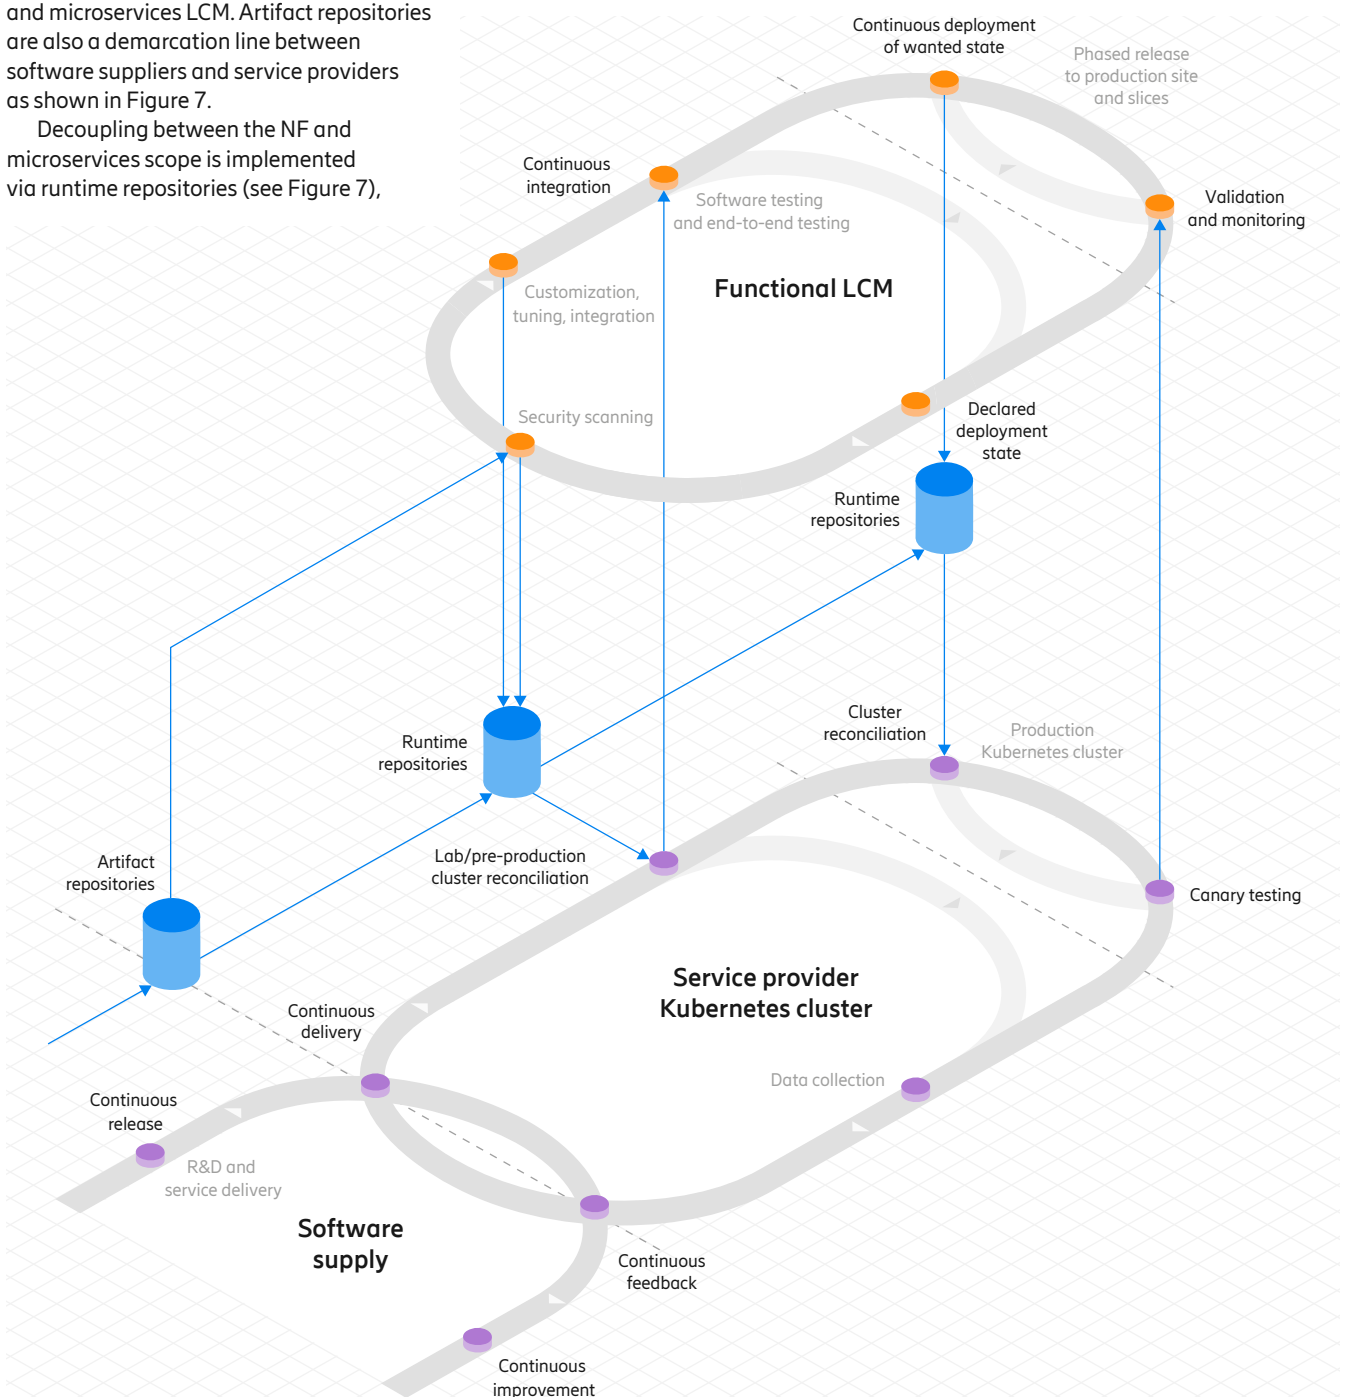 and microservices LCM. Artifact repositories
are also a demarcation line between
software suppliers and service providers
as shown in Figure 7.
Decoupling between the NF and
microservices scope is implemented
via runtime repositories (see Figure 7),
Continuous deployment
of wanted state
Phased release
to production site
and slices
Continuous
integration
Software testing
and end-to-end testing
Validation
and monitoring
Functional LCM
Customization,
tuning, integration
Security scanning
Declared
deployment
state
Runtime
repositories
Cluster
reconciliation
Production
Kubernetes cluster
Runtime
repositories
Artifact
repositories
Lab/pre-production
cluster reconciliation
Canary testing
Service provider
Kubernetes cluster
Continuous
delivery
Data collection
Continuous
release
R&D and
service delivery
Software
supply
Continuous
feedback
Continuous
improvement